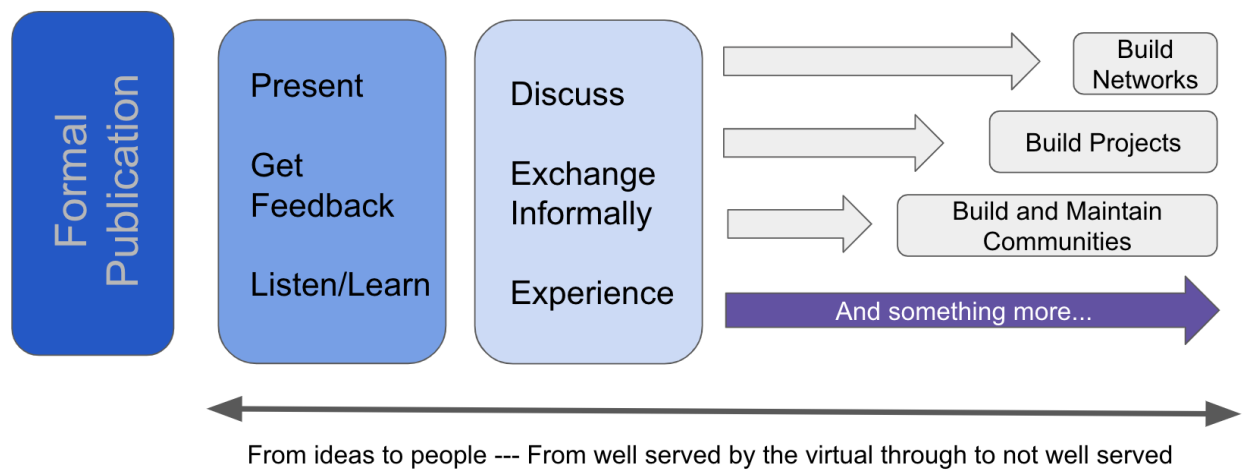 Formal
Publication
Present
Get
Feedback
Listen/Learn
Discuss
Exchange
Informally
Experience
Build
Networks
Build Projects
Build and Maintain
Communities
And something more...
From ideas to people --- From well served by the virtual through to not well served